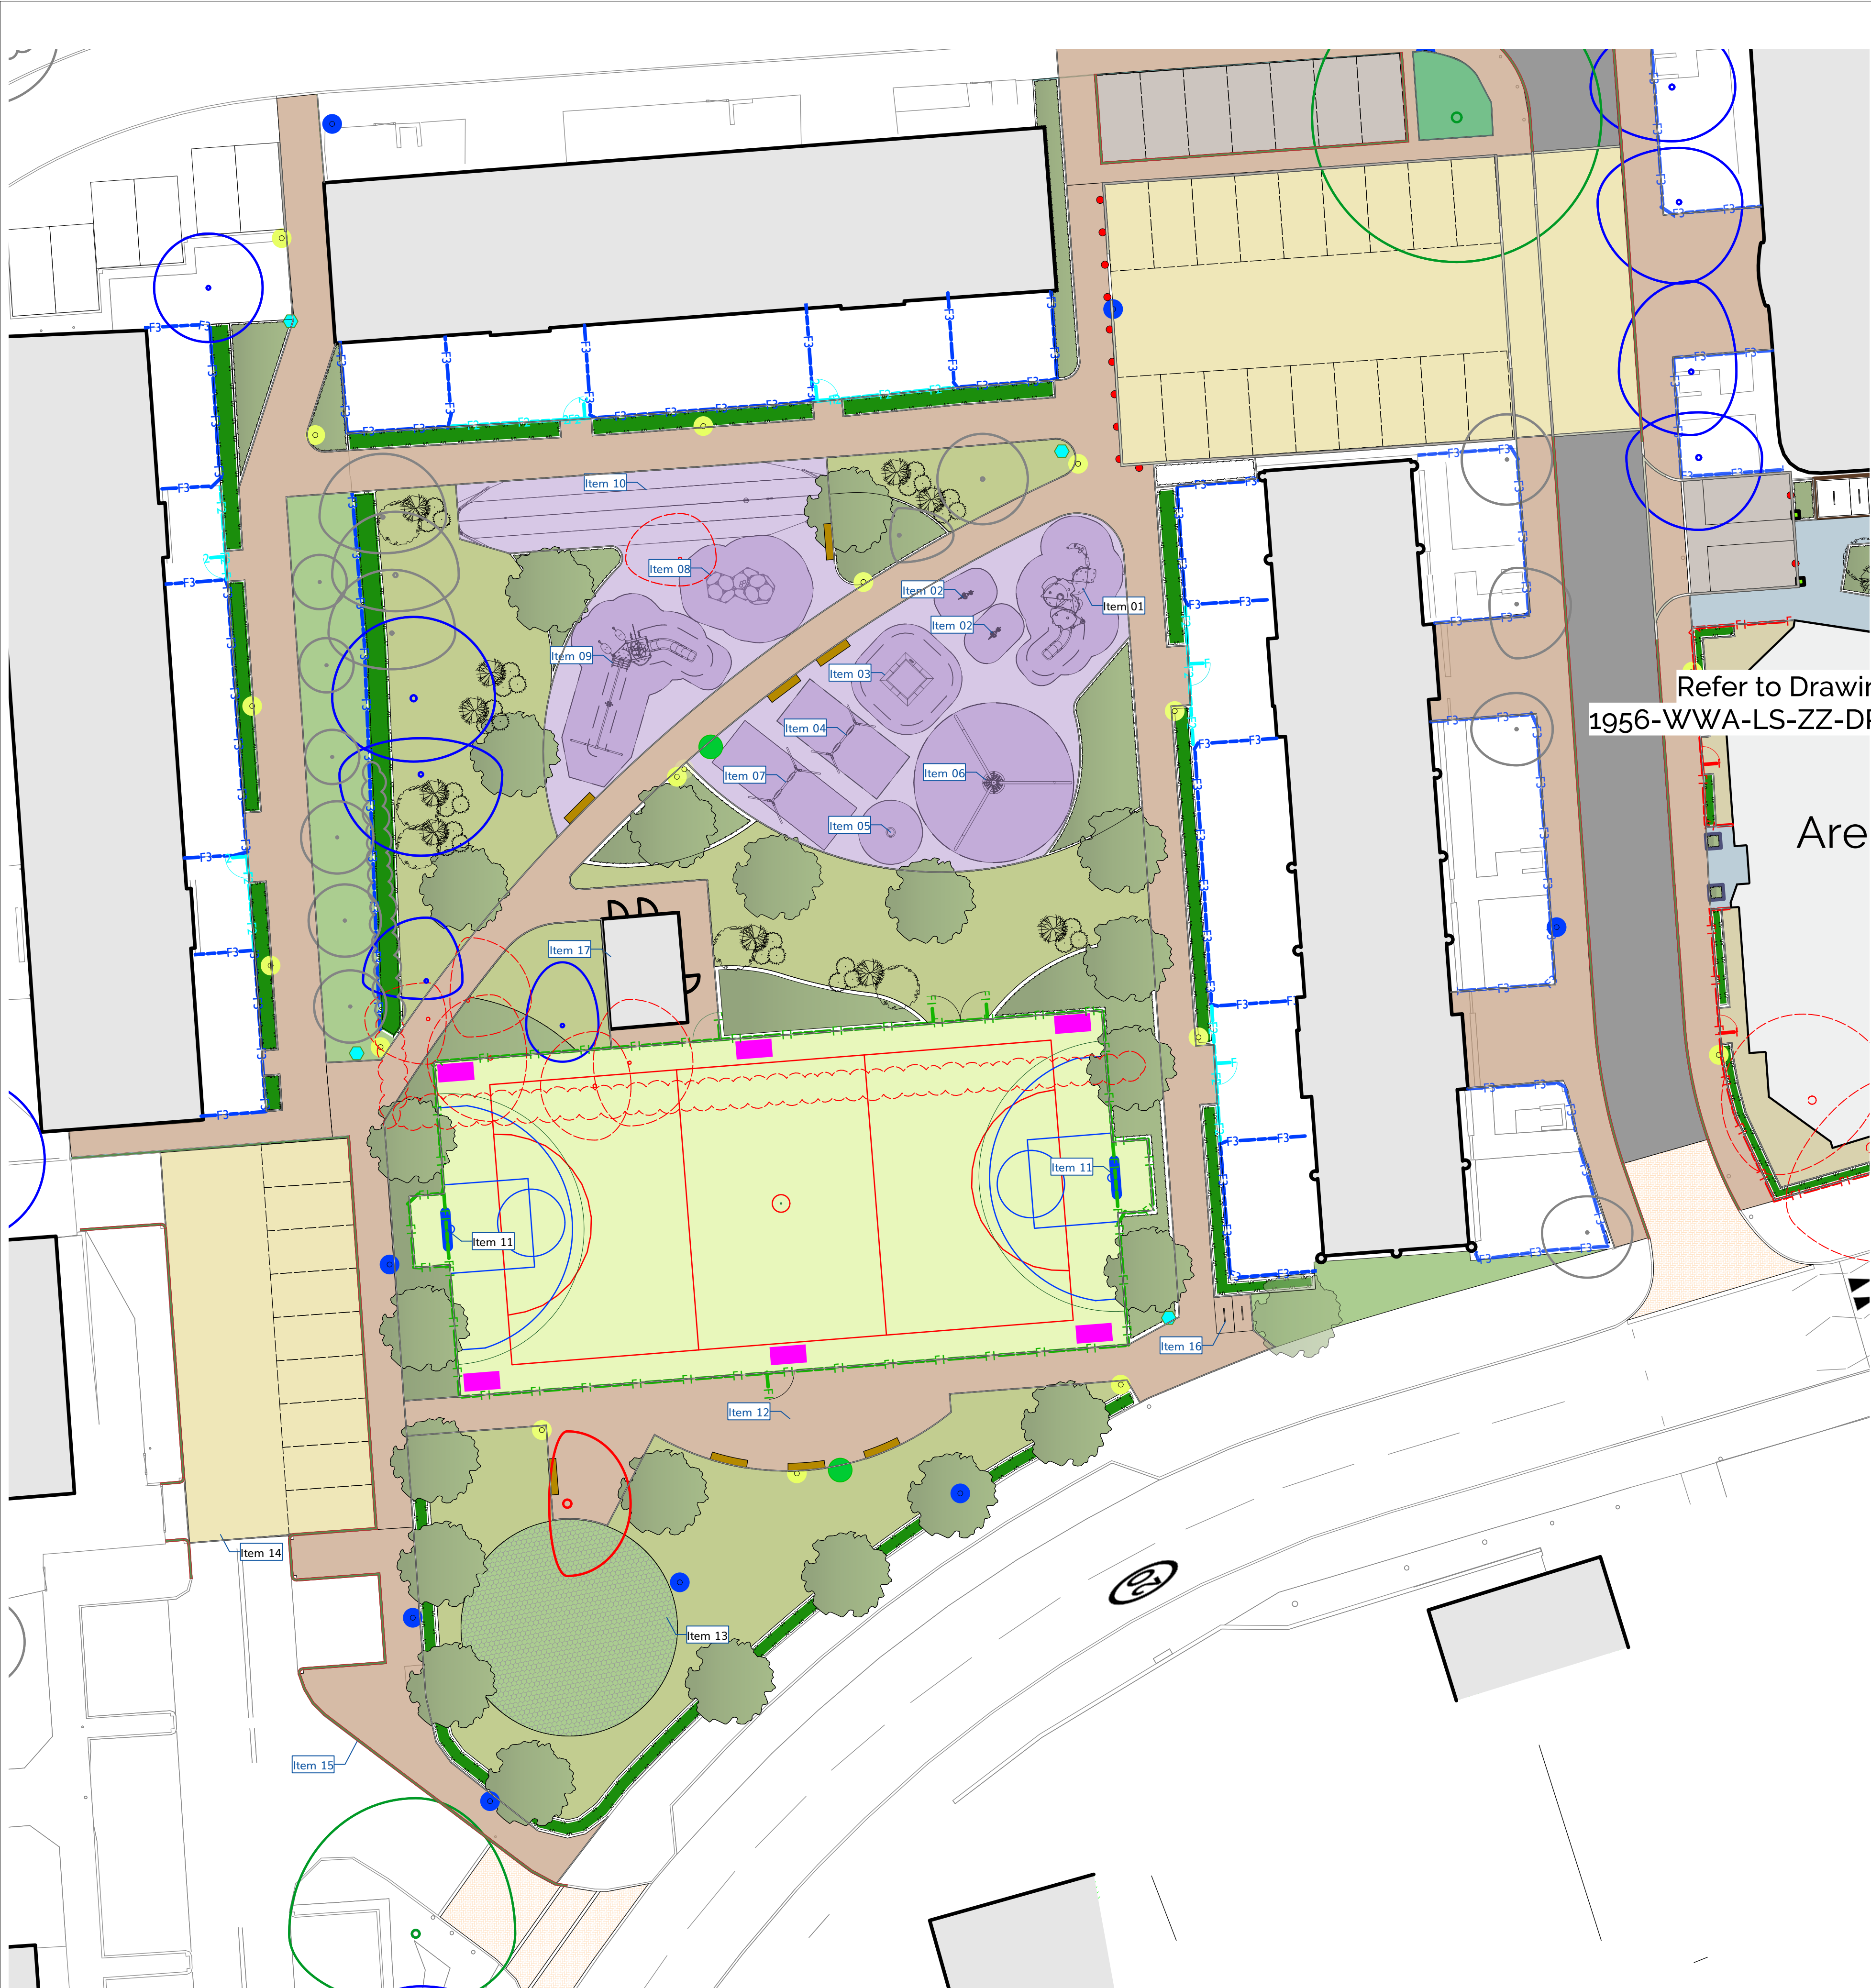 Item 10
Item 08
Item 02
Item 01
Item 02
Item 09
Item 03
Refer to Drawin
1956-WWA-LS-ZZ-DR
Item 04
Item 07
Item 06
Item 05
Are
Item 17
Item 11
Item 11
Item 16
Item 12
Item 14
20
Item 13
Item 15